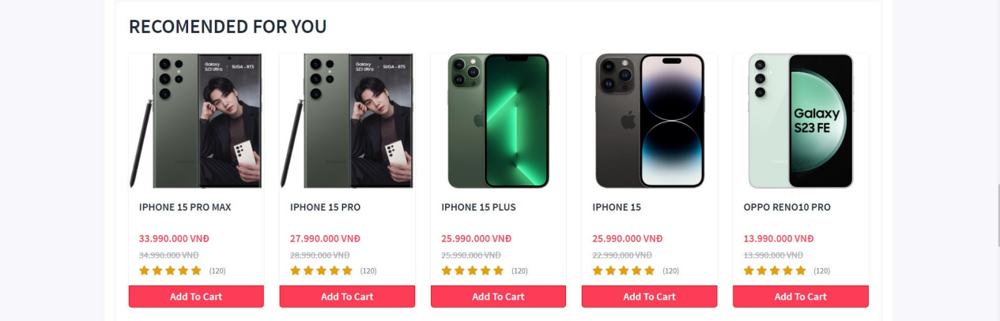 RECOMENDED FOR YOU
Galaxy
S23 Ultra x SUGA - BTS
Galaxy
S23 Ultra x SUGA - BTS
Galaxy
S23 FE
IPHONE 15 PRO MAX
IPHONE 15 PRO
IPHONE 15 PLUS
IPHONE 15
OPPO RENO10 PRO
33.990.000 VNĐ
27.990.000 VNĐ
25.990.000 VNĐ
25.990.000 VNĐ
13.990.000 VNĐ
34.990.000 VNĐ
28.990.000 VNĐ
25.990.000 VNĐ
22.990.000 VNĐ
13.990.000 VNĐ
(120)
(120)
(120)
(120)
(120)
Add To Cart
Add To Cart
Add To Cart
Add To Cart
Add To Cart